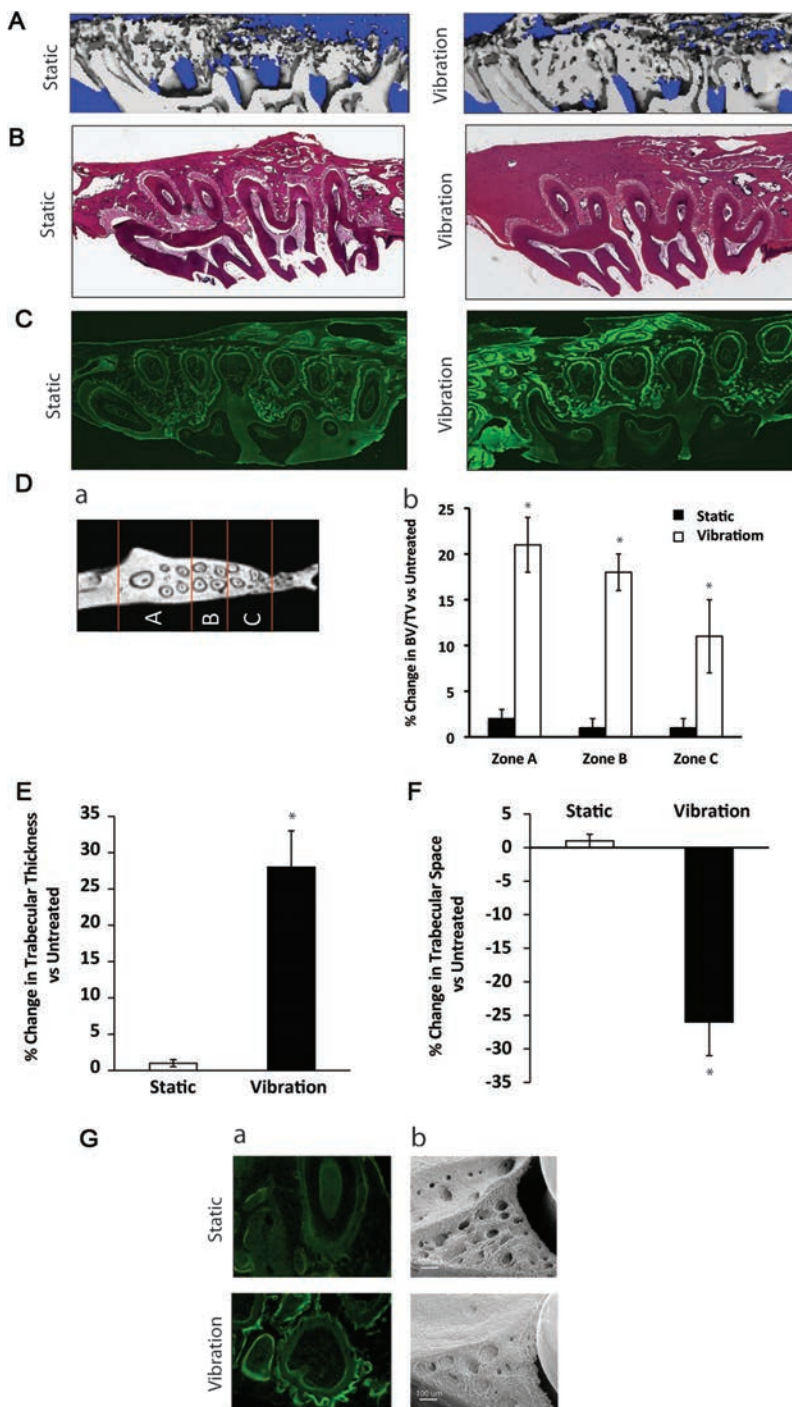 A
Static
Vibration
B
Static
Vibration
C
Static
Vibration
D
a
A
B
C
b
25
20
15
10
5
0
% Change in BV/TV vs Untreated
Static
Vibratiom
*
*
*
Zone A
Zone B
Zone C
E
35
30
25
20
15
10
5
0
% Change in Trabecular Thickness
vs Untreated
*
Static
Vibration
F
5
0
-5
-10
-15
-20
-25
-30
-35
% Change in Trabecular Space
vs Untreated
Static
Vibration
*
G
a
b
Static
Vibration
100 um